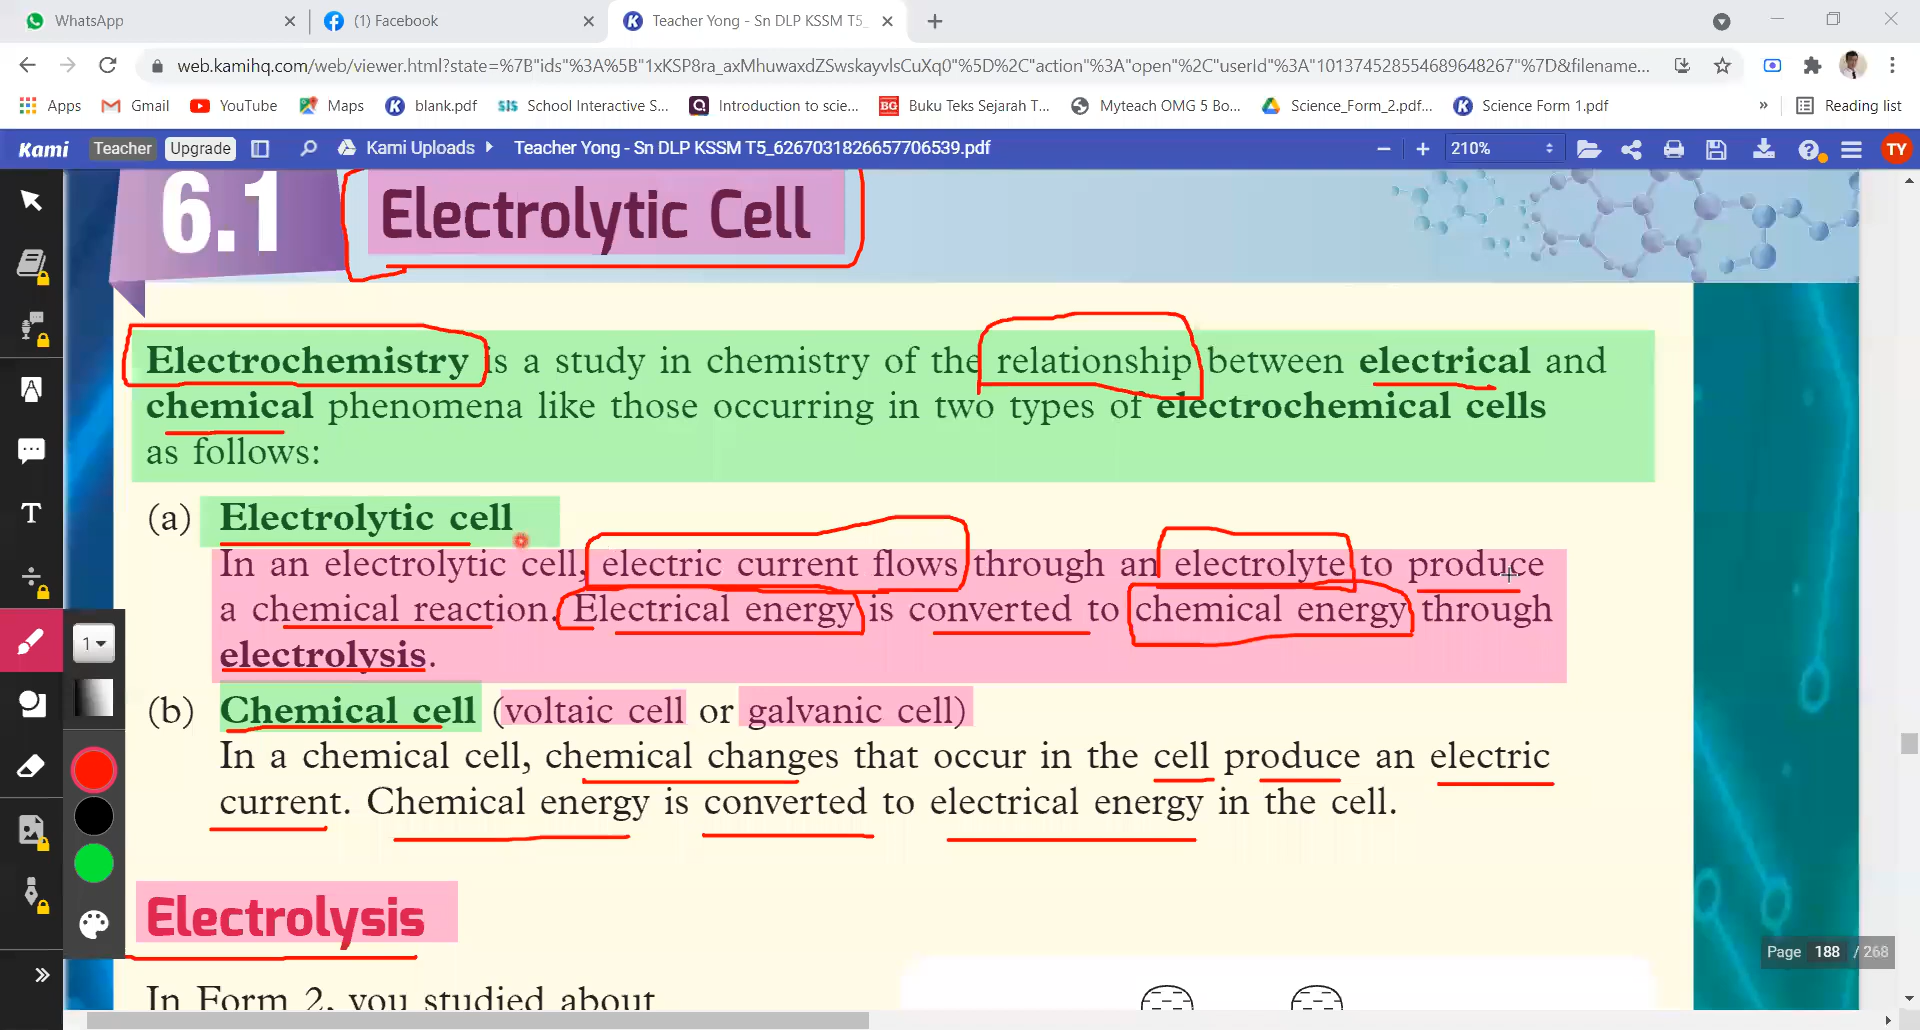 WhatsApp
(1) Facebook
Teacher Yong - Sn DLP KSSM T5_
web.kamihq.com/web/viewer.html?state=%7B"ids"%3A%5B"1xKSP8ra_axMhuwaxdZSwskayvlsCuXq0"%5D%2C"action"%3A"open"%2C"userId"%3A"101374528554689648267"%7D&filename...
Apps Gmail YouTube Maps blank.pdf School Interactive S... Introduction to scie... Buku Teks Sejarah T... Myteach OMG 5 Bo... Science_Form_2.pdf... Science Form 1.pdf » Reading list
Kami Teacher Upgrade Kami Uploads Teacher Yong - Sn DLP KSSM T5_6267031826657706539.pdf 210% TY
6.1 Electrolytic Cell
Electrochemistry is a study in chemistry of the relationship between electrical and
chemical phenomena like those occurring in two types of electrochemical cells
as follows:
(a) Electrolytic cell
In an electrolytic cell, electric current flows through an electrolyte to produce
a chemical reaction. Electrical energy is converted to chemical energy through
electrolysis.
(b) Chemical cell (voltaic cell or galvanic cell)
In a chemical cell, chemical changes that occur in the cell produce an electric
current. Chemical energy is converted to electrical energy in the cell.
Electrolysis
In Form 2, you studied about
1
T
Page 188 / 268